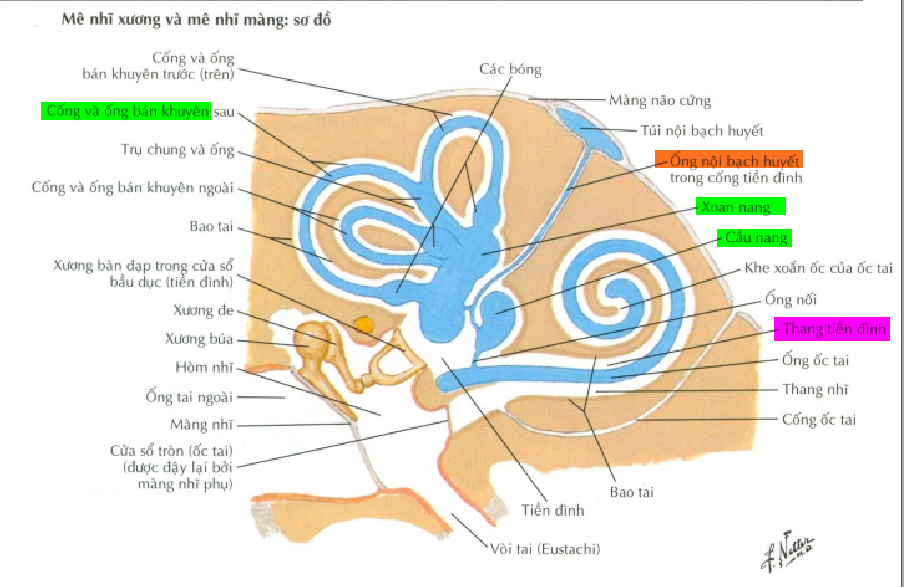 Mê nhĩ xương và mê nhĩ màng: sơ đồ
Cống và ống
bán khuyên trước (trên)
Cống và ống bán khuyên sau
Trụ chung và ống
Cống và ống bán khuyên ngoài
Bao tai
Xương bàn đạp trong cửa sổ
bầu dục (tiền đình)
Xương đe
Xương búa
Hòm nhĩ
Ống tai ngoài
Màng nhĩ
Cửa sổ tròn (ốc tai)
(được đậy lại bởi
màng nhĩ phụ)
Các bóng
Màng não cứng
Túi nội bạch huyết
Ống nội bạch huyết
trong cống tiền đình
Xoan nang
Cầu nang
Khe xoắn ốc của ốc tai
Ống nối
Thang tiền đình
Ống ốc tai
Thang nhĩ
Cống ốc tai
Bao tai
Tiền đình
Vòi tai (Eustachi)
F. Netter
M.D.